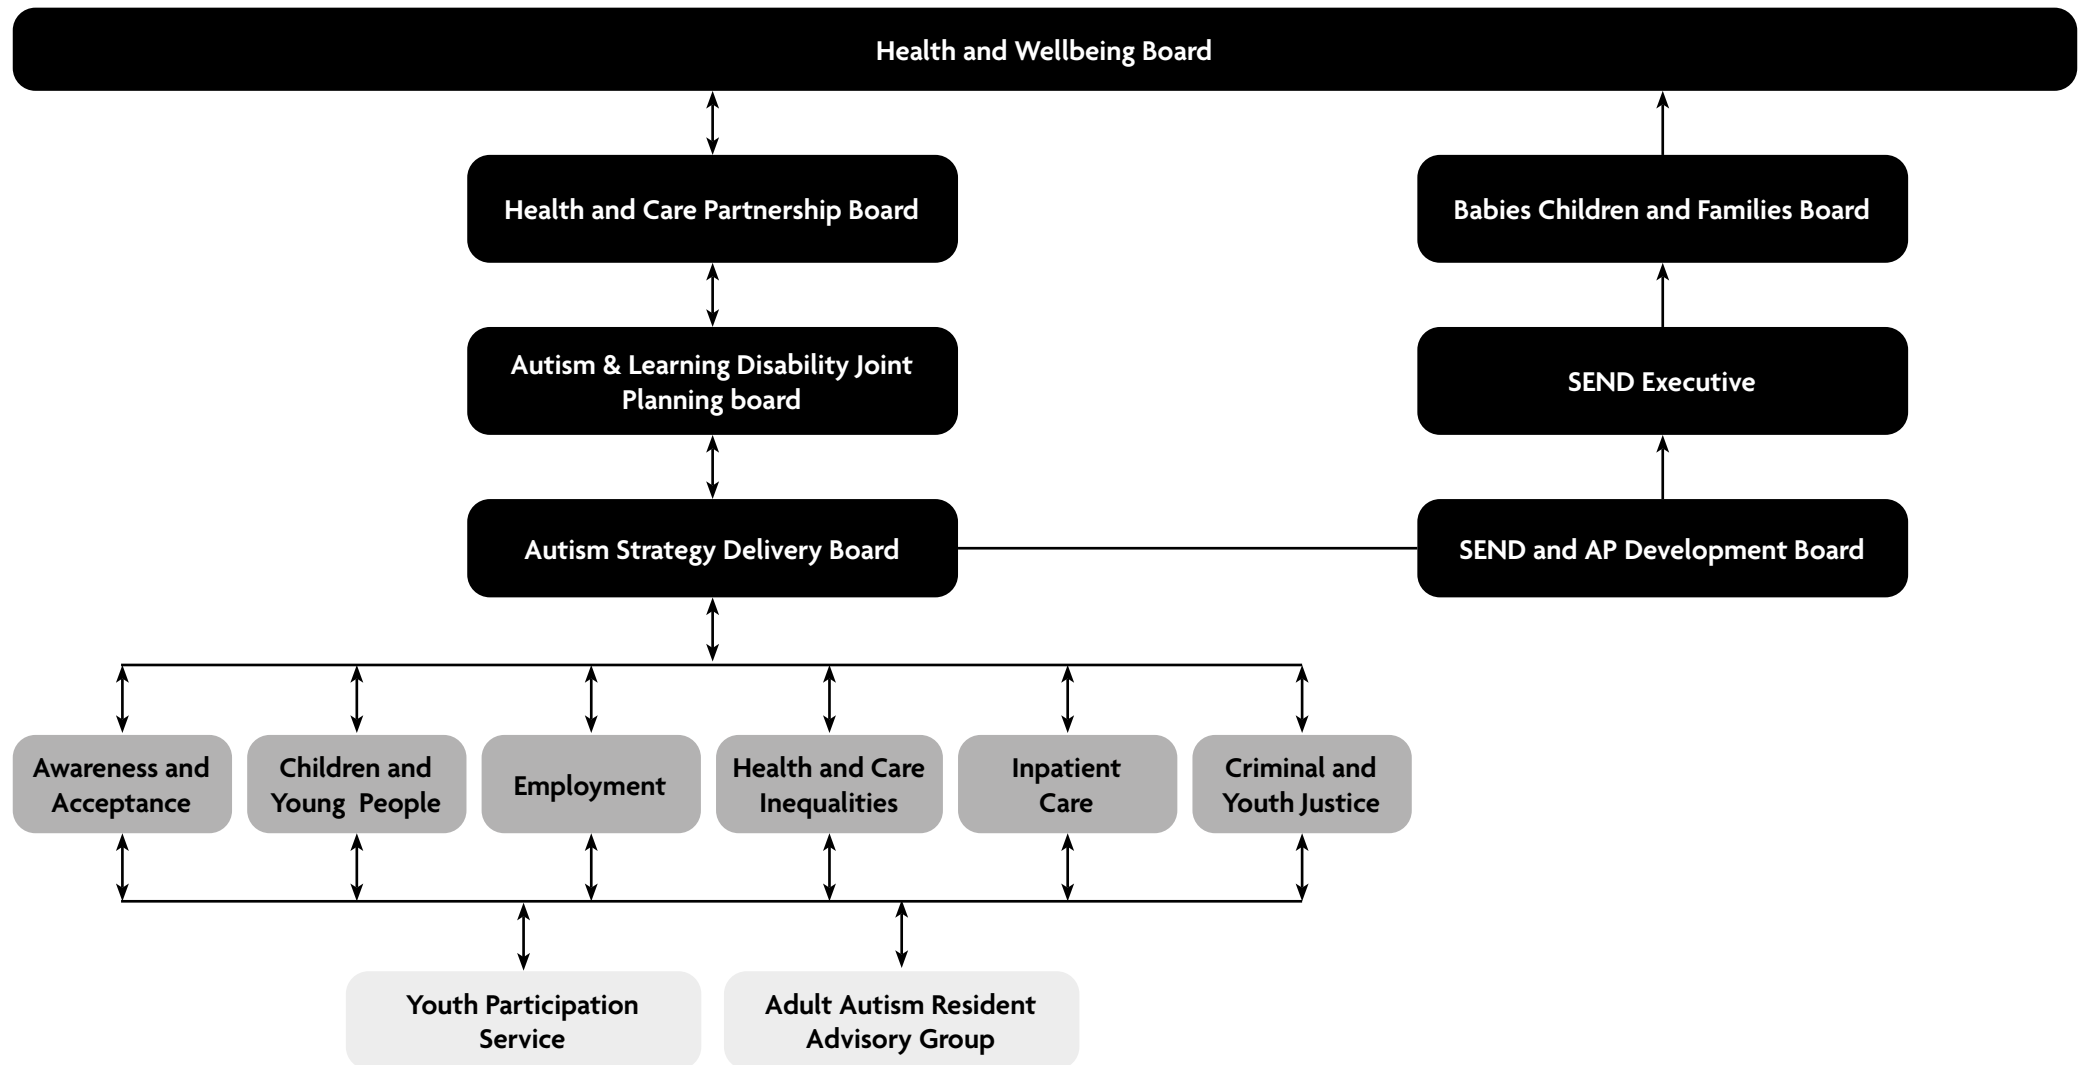 Health and Wellbeing Board
Health and Care Partnership Board
Babies Children and Families Board
Autism & Learning Disability Joint
Planning board
SEND Executive
Autism Strategy Delivery Board
SEND and AP Development Board
Awareness and
Acceptance
Children and
Young  People
Employment
Health and Care
Inequalities
Inpatient
Care
Criminal and
Youth Justice
Youth Participation
Service
Adult Autism Resident
Advisory Group